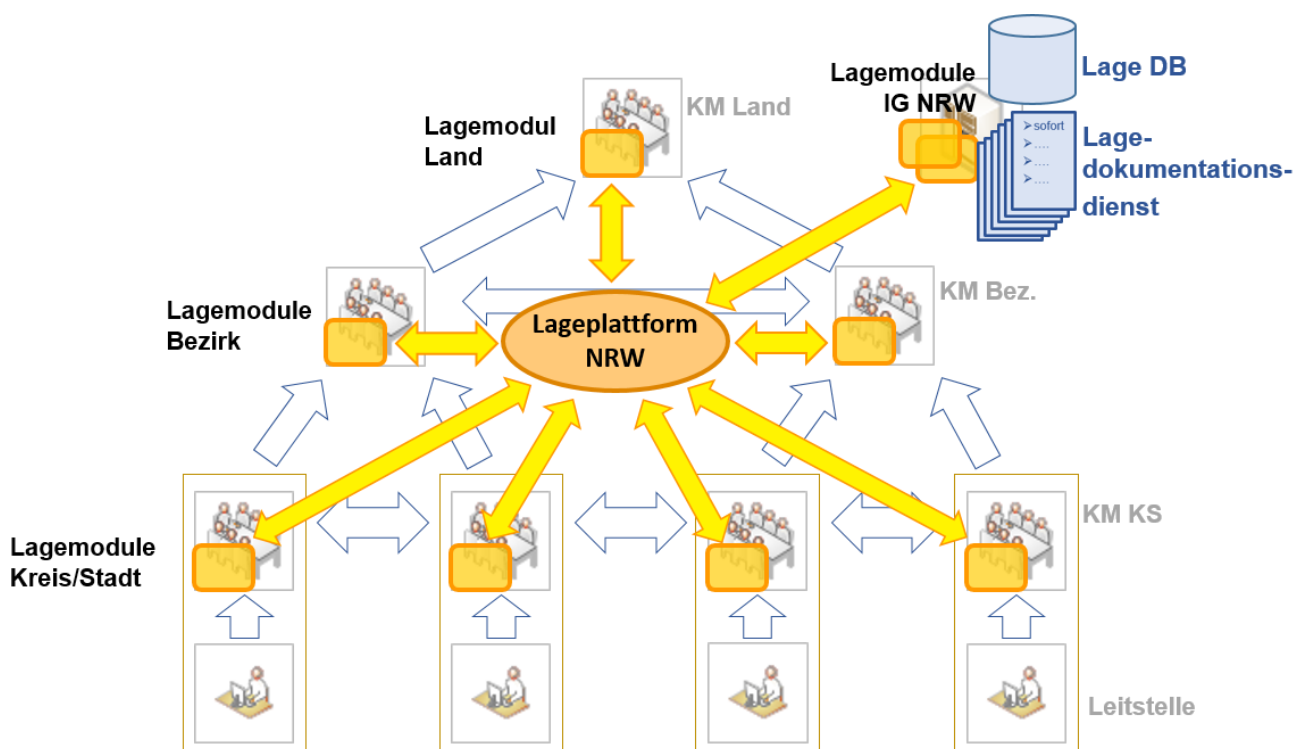 Lage DB
Lagemodule
IG NRW
KM Land
Lagemodul
Land
➢sofort
➢....
➢....
➢....
Lage-
dokumentations-
dienst
Lagemodule
Bezirk
KM Bez.
Lageplattform
NRW
KM KS
Lagemodule
Kreis/Stadt
Leitstelle